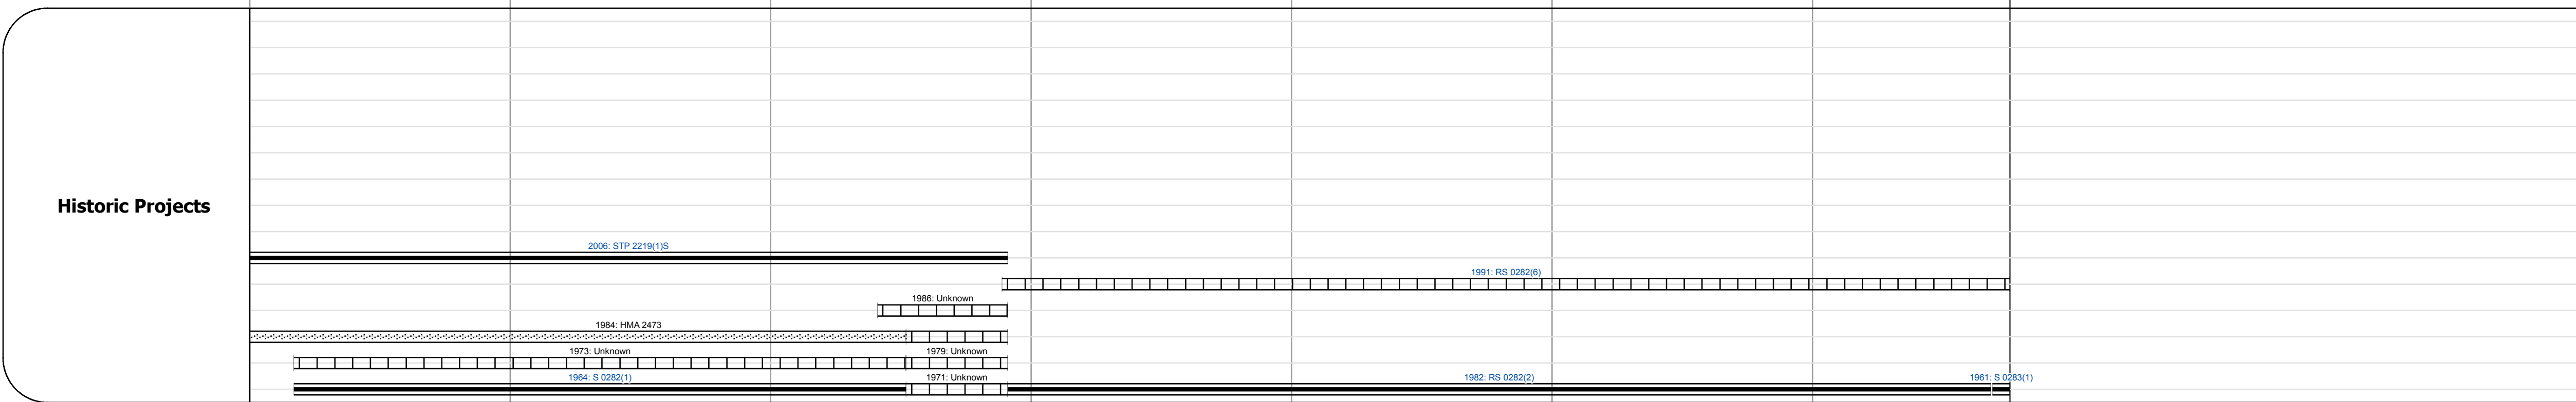 Historic Projects
2006: STP 2219(1)S
1991: RS 0282(6)
1986: Unknown
1984: HMA 2473
1973: Unknown
1979: Unknown
1964: S 0282(1)
1971: Unknown
1982: RS 0282(2)
1961: S 0283(1)